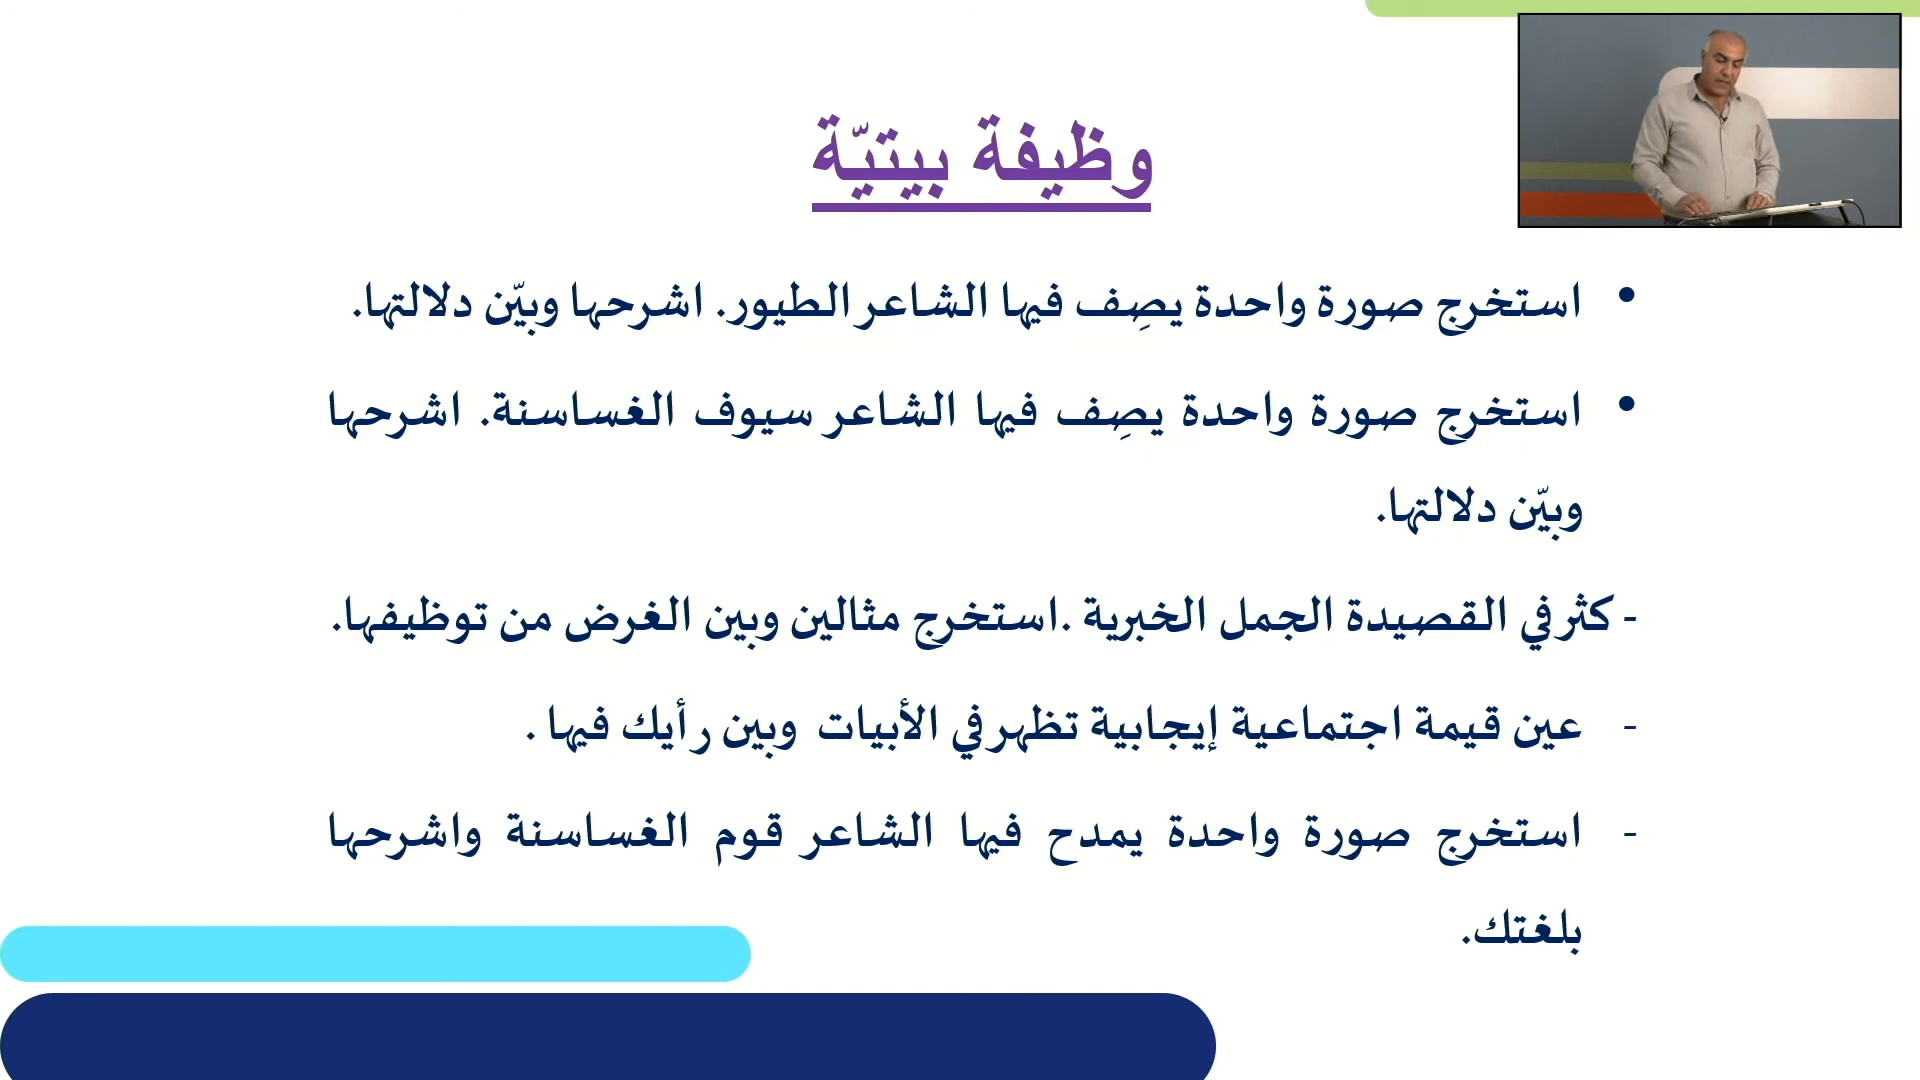 وظيفة بيتيّة
• استخرج صورة واحدة يصِف فيها الشاعر الطيور. اشرحها وبيّن دلالتها.
• استخرج صورة واحدة يصِف فيها الشاعر سيوف الغساسنة. اشرحها
وبيّن دلالتها.
- كثر في القصيدة الجمل الخبرية .استخرج مثالين وبين الغرض من توظيفها.
- عين قيمة اجتماعية إيجابية تظهر في الأبيات وبين رأيك فيها .
- استخرج صورة واحدة يمدح فيها الشاعر قوم الغساسنة واشرحها
بلغتك.